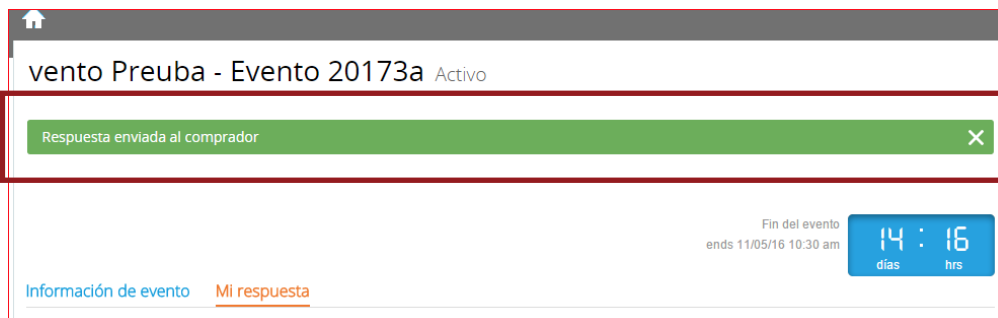 vento Preuba - Evento 20173a Activo
Respuesta enviada al comprador
Fin del evento
ends 11/05/16 10:30 am
14 : 16
días hrs
Información de evento Mi respuesta